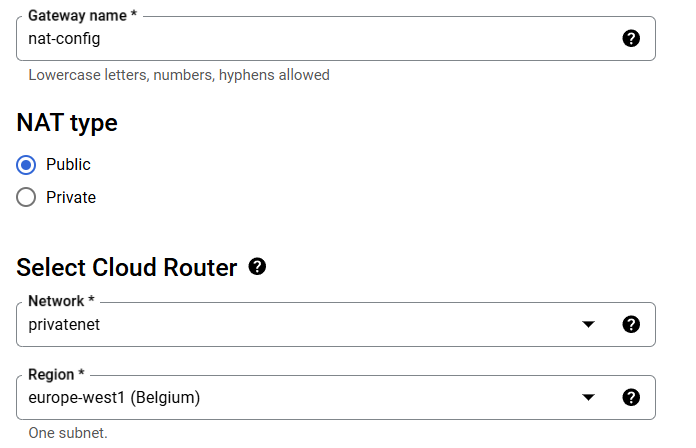 Gateway name *
nat-config
Lowercase letters, numbers, hyphens allowed
NAT type
Public
Private
Select Cloud Router
Network *
privatenet
Region *
europe-west1 (Belgium)
One subnet.